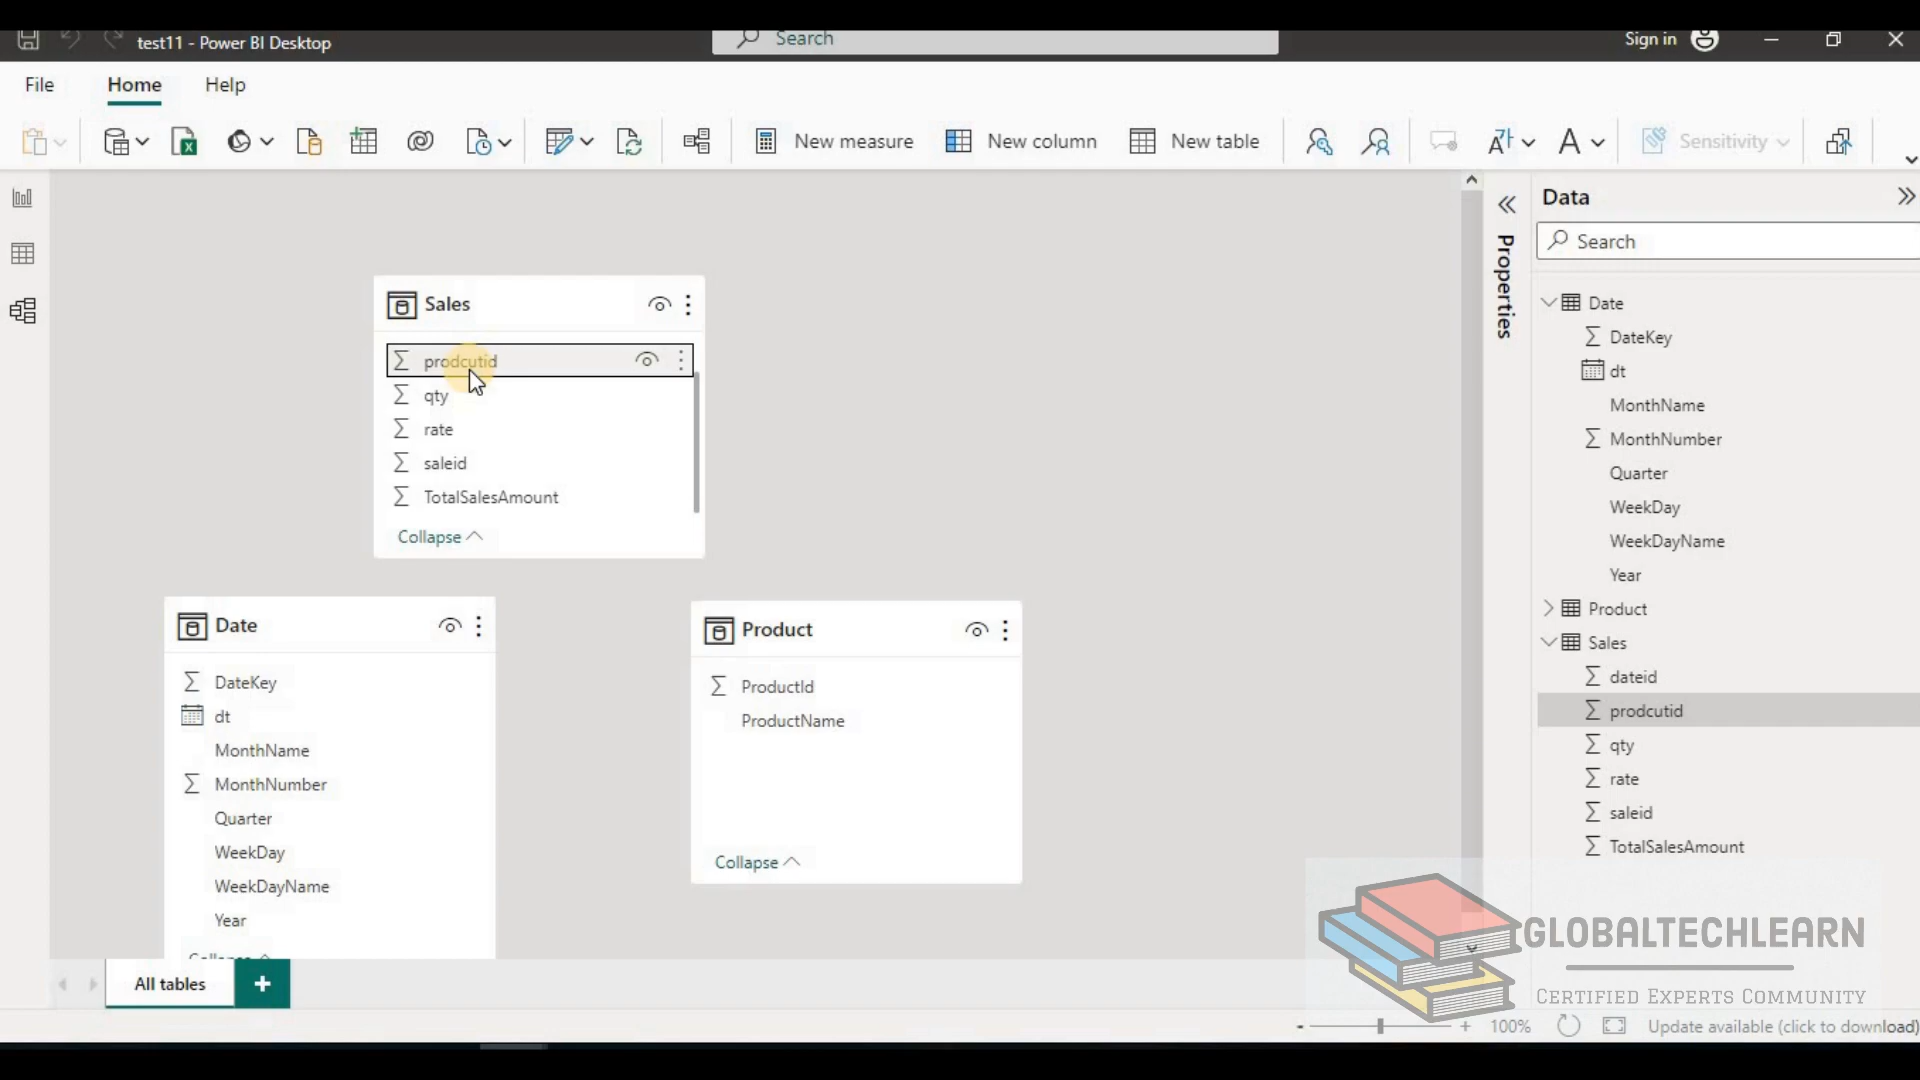 test11 - Power BI Desktop
Search
Sign in
File
Home
Help
New measure
New column
New table
Sensitivity
Sales
prodcutid
qty
rate
saleid
TotalSalesAmount
Collapse
Date
DateKey
dt
MonthName
MonthNumber
Quarter
WeekDay
WeekDayName
Year
Collapse
Product
ProductId
ProductName
Collapse
Properties
Data
Search
Date
DateKey
dt
MonthName
MonthNumber
Quarter
WeekDay
WeekDayName
Year
Product
Sales
dateid
prodcutid
qty
rate
saleid
TotalSalesAmount
GLOBALTECHLEARN
CERTIFIED EXPERTS COMMUNITY
All tables
100%
Update available (click to download)